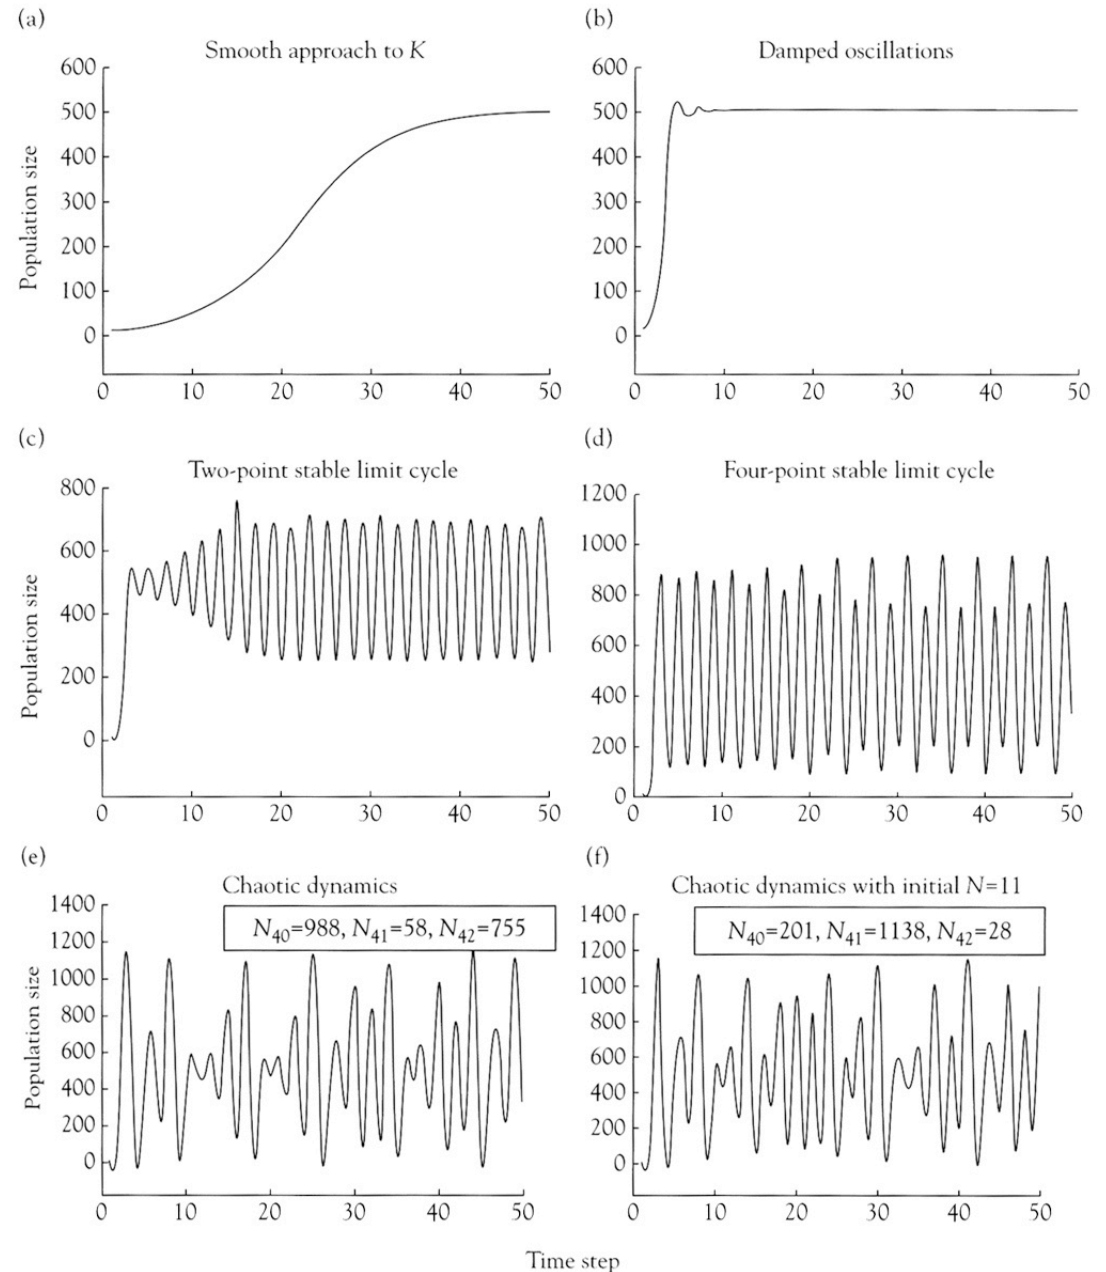 (a)
Smooth approach to K
600
500
400
300
200
100
0
Population size
0 10 20 30 40 50
(b)
Damped oscillations
600
500
400
300
200
100
0
0 10 20 30 40 50
(c)
Two-point stable limit cycle
800
600
400
200
0
Population size
0 10 20 30 40 50
(d)
Four-point stable limit cycle
1200
1000
800
600
400
200
0
0 10 20 30 40 50
(e)
Chaotic dynamics
N40=988, N41=58, N42=755
1400
1200
1000
800
600
400
200
0
Population size
0 10 20 30 40 50
(f)
Chaotic dynamics with initial N=11
N40=201, N41=1138, N42=28
1400
1200
1000
800
600
400
200
0
0 10 20 30 40 50
Time step